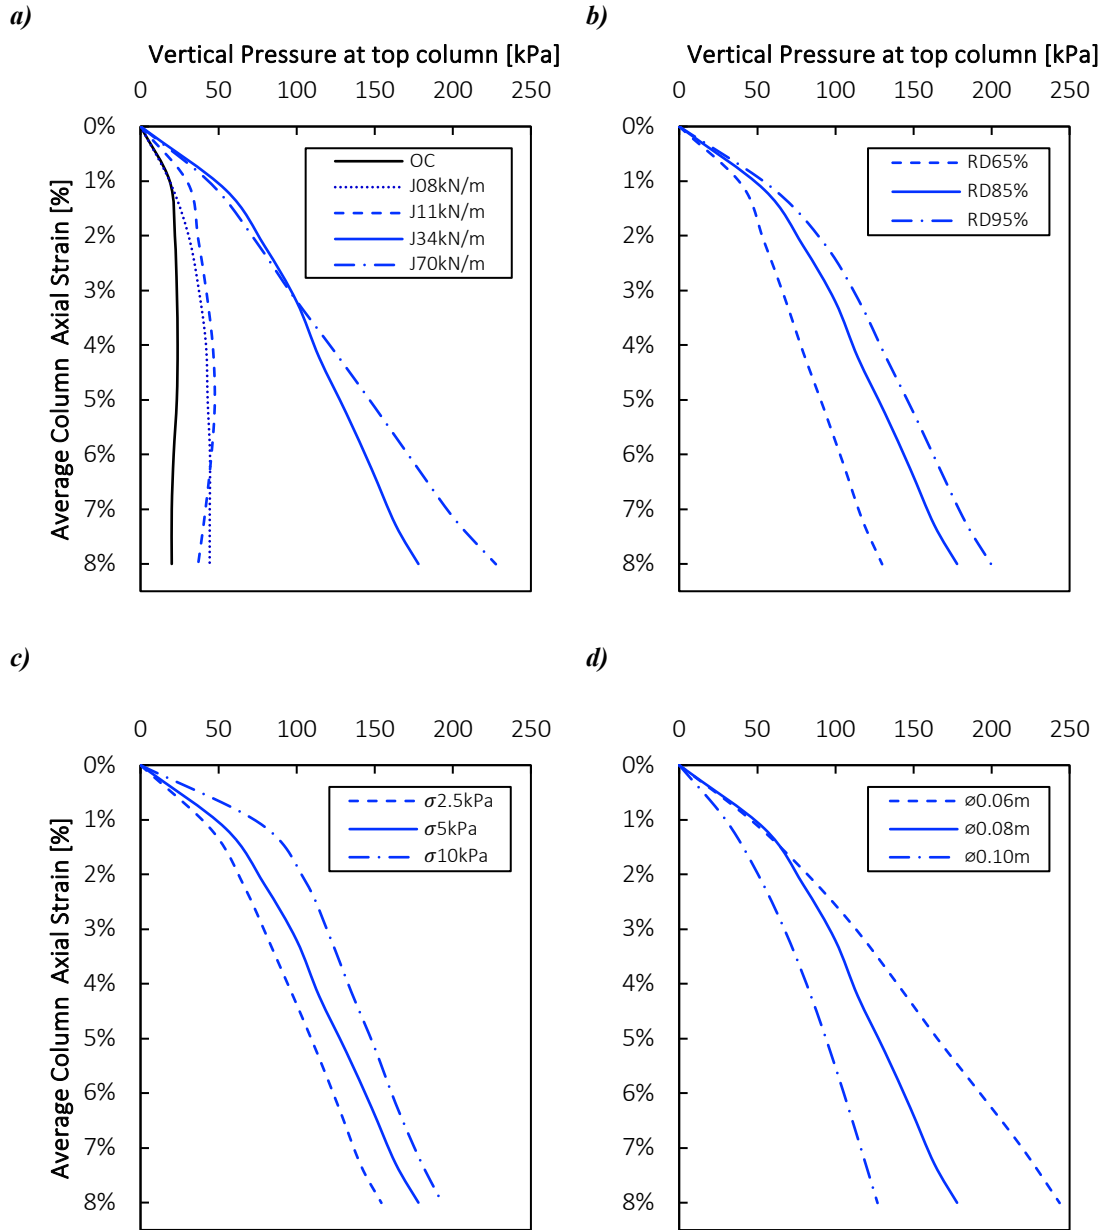 a)
Vertical Pressure at top column [kPa]
0 50 100 150 200 250
0%
1%
2%
3%
4%
5%
6%
7%
8%
Average Column Axial Strain [%]
OC
J08kN/m
J11kN/m
J34kN/m
J70kN/m
b)
Vertical Pressure at top column [kPa]
0 50 100 150 200 250
0%
1%
2%
3%
4%
5%
6%
7%
8%
RD65%
RD85%
RD95%
c)
0 50 100 150 200 250
0%
1%
2%
3%
4%
5%
6%
7%
8%
Average Column Axial Strain [%]
σ2.5kPa
σ5kPa
σ10kPa
d)
0 50 100 150 200 250
0%
1%
2%
3%
4%
5%
6%
7%
8%
⌀0.06m
⌀0.08m
⌀0.10m